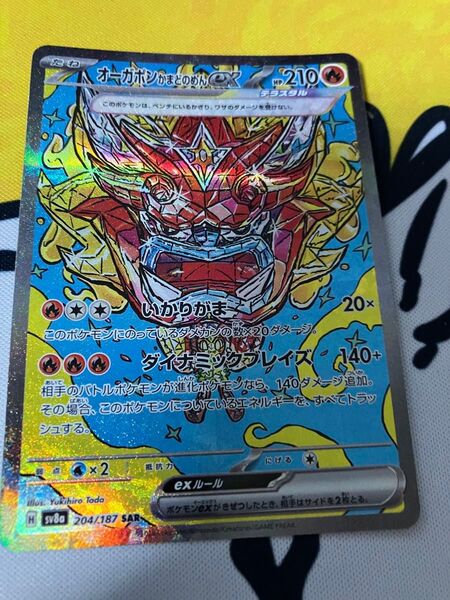 たね
オーガポンかまどのめんex HP210
テラスタル
このポケモンは、ベンチにいるかぎり、ワザのダメージを受けない。
いかりがま 20×
このポケモンにのっているダメカンの数×20ダメージ。
ダイナミックブレイズ 140+
相手のバトルポケモンが進化ポケモンなら、140ダメージ追加。
その場合、このポケモンについているエネルギーを、すべてトラッ
シュする。
弱点 ×2 抵抗力 にげる
exルール
ポケモンexがきぜつしたとき、相手はサイドを2枚とる。
Illus. Yukihiro Tada
H sv8a 204/187 SAR